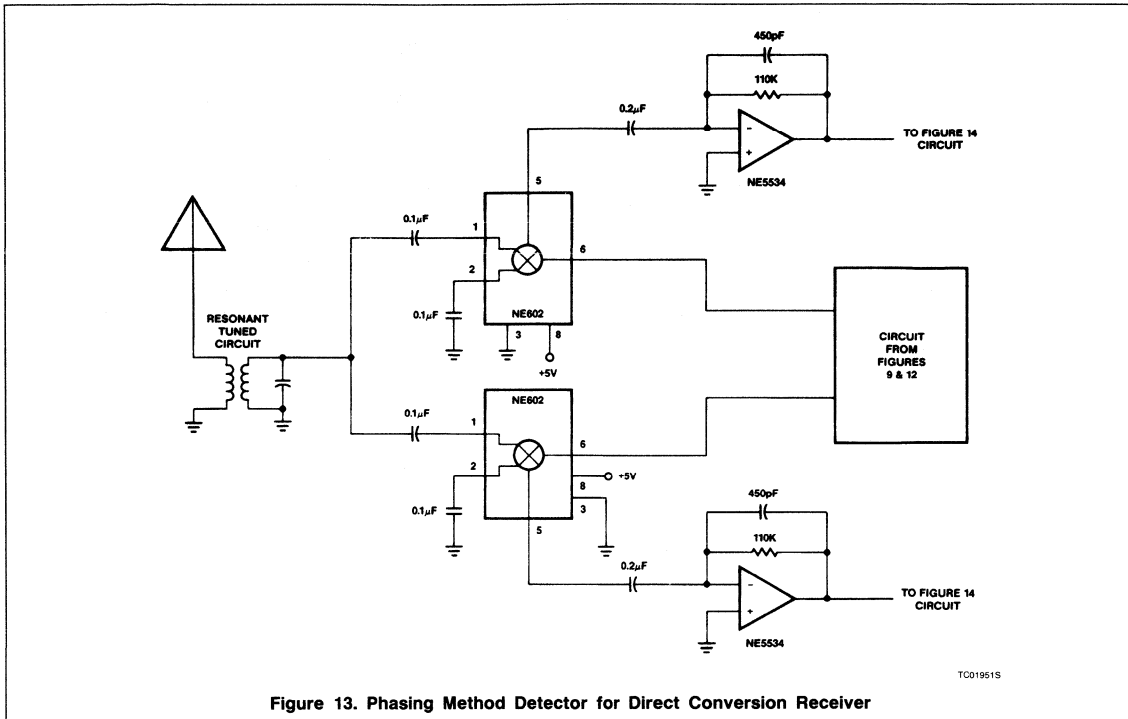 450pF
110K
0.2μF
TO FIGURE 14
CIRCUIT
-
+
NE5534
5
0.1μF
1
6
2
0.1μF
NE602
3
8
+5V
RESONANT
TUNED
CIRCUIT
CIRCUIT
FROM
FIGURES
9 & 12
NE602
0.1μF
1
6
2
+5V
8
0.1μF
3
5
450pF
110K
0.2μF
-
TO FIGURE 14
CIRCUIT
+
NE5534
TC01951S
Figure 13. Phasing Method Detector for Direct Conversion Receiver